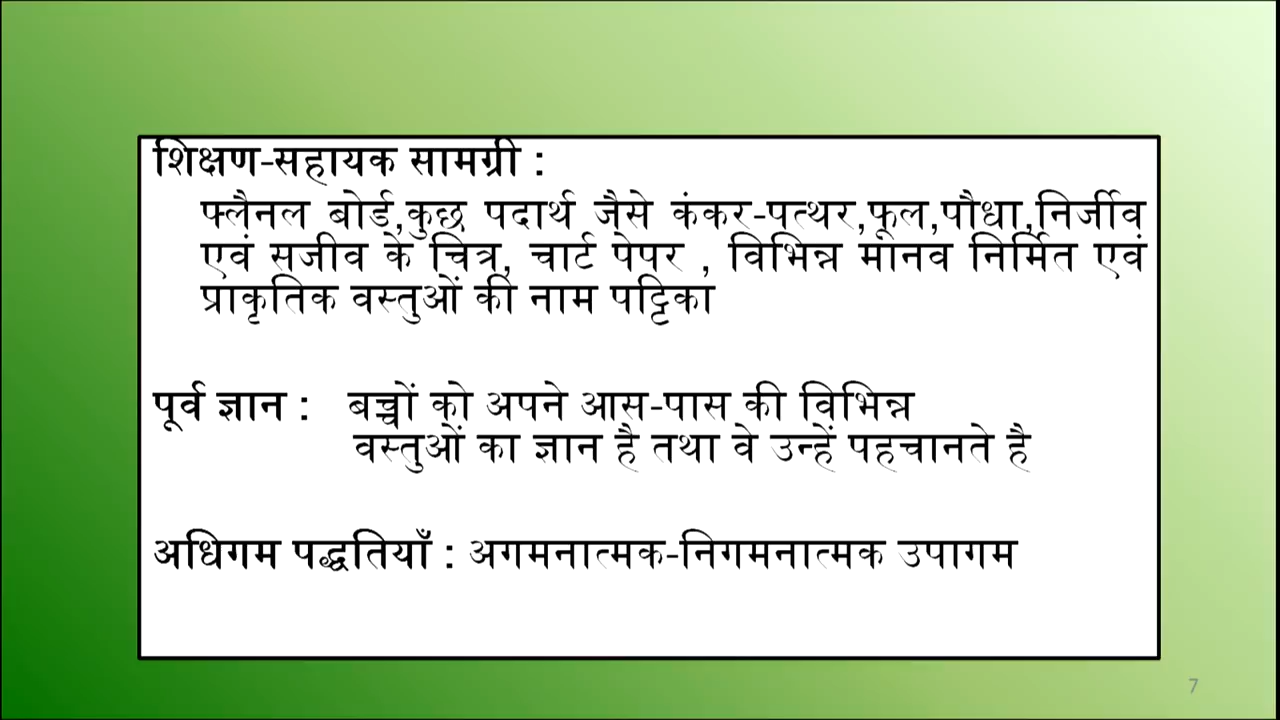 शिक्षण-सहायक सामग्री :
फ्लैनल बोर्ड,कुछ पदार्थ जैसे कंकर-पत्थर,फूल,पौधा,निर्जीव
एवं सजीव के चित्र, चार्ट पेपर , विभिन्न मानव निर्मित एवं
प्राकृतिक वस्तुओं की नाम पट्टिका
पूर्व ज्ञान : बच्चों को अपने आस-पास की विभिन्न
वस्तुओं का ज्ञान है तथा वे उन्हें पहचानते है
अधिगम पद्धतियाँ : अगमनात्मक-निगमनात्मक उपागम
7